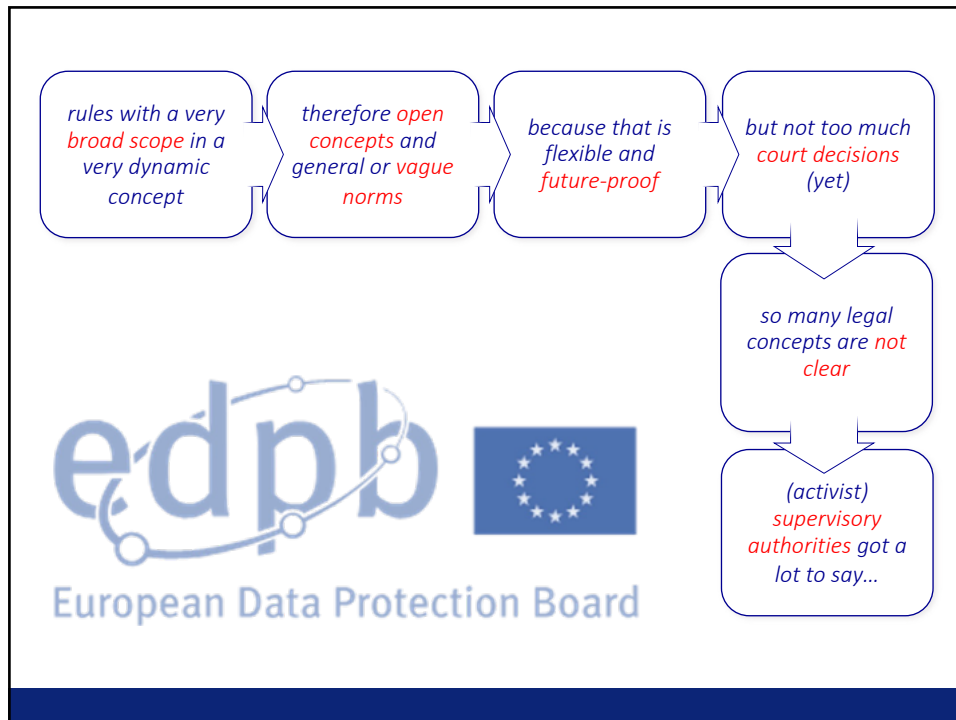 rules with a very
broad scope in a
very dynamic
concept
therefore open
concepts and
general or vague
norms
because that is
flexible and
future-proof
but not too much
court decisions
(yet)
so many legal
concepts are not
clear
(activist)
supervisory
authorities got a
lot to say…
edpb
European Data Protection Board